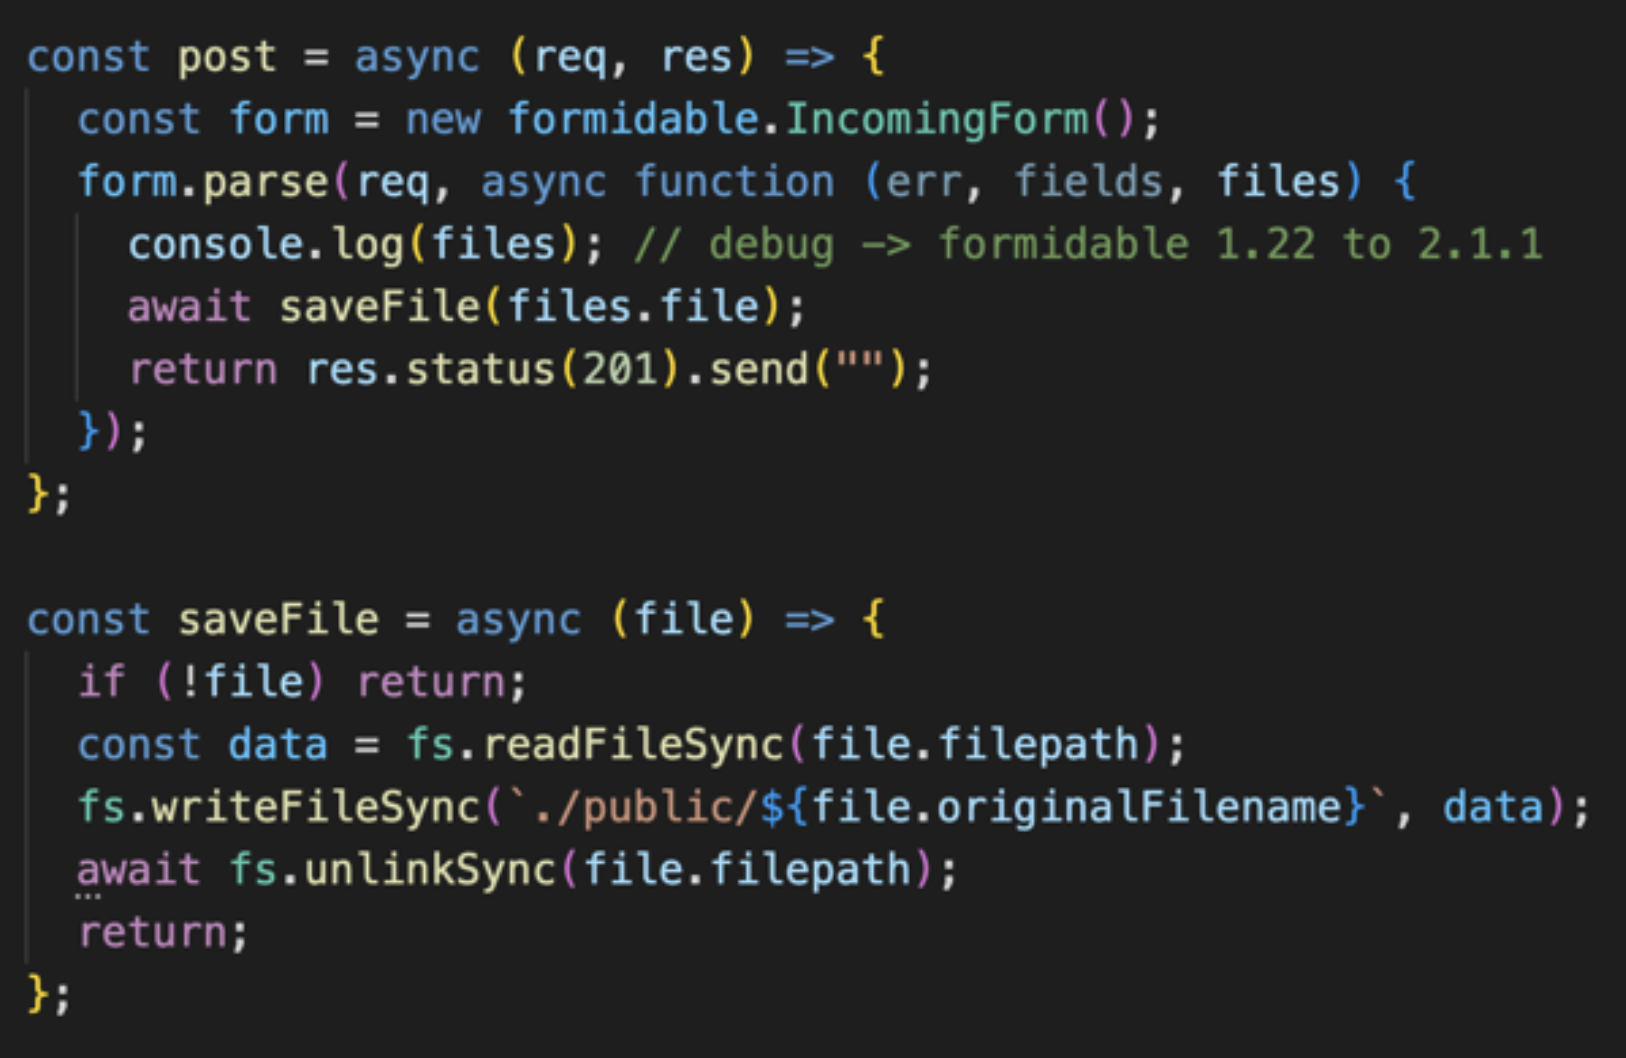 const post = async (req, res) => {
  const form = new formidable.IncomingForm();
  form.parse(req, async function (err, fields, files) {
    console.log(files); // debug -> formidable 1.22 to 2.1.1
    await saveFile(files.file);
    return res.status(201).send("");
  });
};

const saveFile = async (file) => {
  if (!file) return;
  const data = fs.readFileSync(file.filepath);
  fs.writeFileSync(`./public/${file.originalFilename}`, data);
  await fs.unlinkSync(file.filepath);
  return;
};